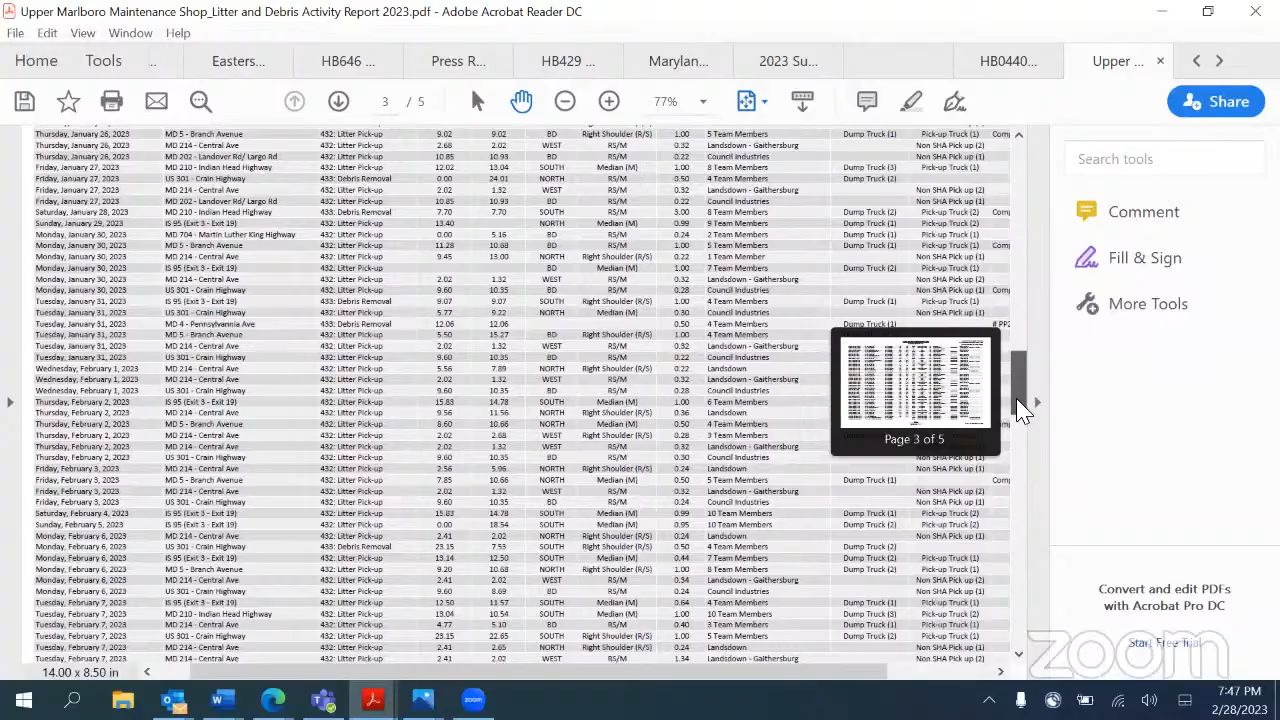 Upper Marlboro Maintenance Shop_Litter and Debris Activity Report 2023.pdf - Adobe Acrobat Reader DC
File Edit View Window Help
Home Tools .. Easters... HB646 ... Press R... HB429 ... Marylan... 2023 Su... HB0440... Upper ... ×
3 / 5 77% Share
Thursday, January 26, 2023 MD 5 - Branch Avenue 432: Litter Pick-up 9.02 9.02 BD Right Shoulder (R/S) 1.00 5 Team Members Dump Truck (1) Pick-up Truck (1) Comp
Thursday, January 26, 2023 MD 214 - Central Ave 432: Litter Pick-up 2.68 2.02 WEST RS/M 0.32 Landsdown - Gaithersburg Non SHA Pick up (2)
Thursday, January 26, 2023 MD 202 - Landover Rd/ Largo Rd 432: Litter Pick-up 10.85 10.93 BD RS/M 0.22 Council Industries Non SHA Pick up (1)
Friday, January 27, 2023 MD 210 - Indian Head Highway 432: Litter Pick-up 12.02 13.04 SOUTH Median (M) 1.00 8 Team Members Dump Truck (3) Pick-up Truck (1)
Friday, January 27, 2023 US 301 - Crain Highway 433: Debris Removal 0.00 24.01 NORTH RS/M 0.50 4 Team Members Dump Truck (2)
Friday, January 27, 2023 MD 214 - Central Ave 432: Litter Pick-up 2.02 1.32 WEST RS/M 0.32 Landsdown - Gaithersburg Non SHA Pick up (2)
Friday, January 27, 2023 MD 202 - Landover Rd/ Largo Rd 432: Litter Pick-up 10.85 10.93 BD RS/M 0.22 Council Industries Non SHA Pick up (1)
Saturday, January 28, 2023 MD 210 - Indian Head Highway 433: Debris Removal 7.70 7.70 SOUTH RS/M 3.00 8 Team Members Dump Truck (2) Pick-up Truck (2) Comp
Sunday, January 29, 2023 IS 95 (Exit 3 - Exit 19) 432: Litter Pick-up 13.40 NORTH Median (M) 0.99 9 Team Members Dump Truck (1) Pick-up Truck (2)
Monday, January 30, 2023 MD 704 - Martin Luther King Highway 432: Litter Pick-up 0.00 5.16 BD RS/M 0.24 2 Team Members Dump Truck (1) Pick-up Truck (1)
Monday, January 30, 2023 MD 5 - Branch Avenue 432: Litter Pick-up 11.28 10.68 BD RS/M 1.00 5 Team Members Dump Truck (1) Pick-up Truck (1) Comp
Monday, January 30, 2023 MD 214 - Central Ave 432: Litter Pick-up 9.45 13.00 NORTH Right Shoulder (R/S) 0.22 1 Team Member Non SHA Pick up (1)
Monday, January 30, 2023 IS 95 (Exit 3 - Exit 19) 432: Litter Pick-up BD Median (M) 1.00 7 Team Members Dump Truck (2) Pick-up Truck (1)
Monday, January 30, 2023 MD 214 - Central Ave 432: Litter Pick-up 2.02 1.32 WEST RS/M 0.32 Landsdown - Gaithersburg Non SHA Pick up (2)
Monday, January 30, 2023 US 301 - Crain Highway 432: Litter Pick-up 9.60 10.35 BD RS/M 0.28 Council Industries Non SHA Pick up (1) Comp
Tuesday, January 31, 2023 IS 95 (Exit 3 - Exit 19) 433: Debris Removal 9.07 9.07 SOUTH Right Shoulder (R/S) 1.00 4 Team Members Dump Truck (1) Pick-up Truck (1)
Tuesday, January 31, 2023 US 301 - Crain Highway 432: Litter Pick-up 5.77 9.22 NORTH Median (M) 0.22 Landsdown Non SHA Pick up (1)
Tuesday, January 31, 2023 MD 4 - Pennsylvania Ave 433: Debris Removal 12.06 12.06 0.50 4 Team Members Dump Truck (1) # PP2
Tuesday, January 31, 2023 MD 5 - Branch Avenue 432: Litter Pick-up 5.50 15.27 BD Right Shoulder (R/S) 1.00 4 Team Members
Tuesday, January 31, 2023 MD 214 - Central Ave 432: Litter Pick-up 2.02 1.32 WEST RS/M 0.32 Landsdown - Gaithersburg
Tuesday, January 31, 2023 US 301 - Crain Highway 432: Litter Pick-up 9.60 10.35 BD RS/M 0.22 Council Industries
Wednesday, February 1, 2023 MD 214 - Central Ave 432: Litter Pick-up 5.56 7.89 NORTH Right Shoulder (R/S) 0.22 Landsdown
Wednesday, February 1, 2023 MD 214 - Central Ave 432: Litter Pick-up 2.02 1.32 WEST RS/M 0.32 Landsdown - Gaithersburg
Wednesday, February 1, 2023 US 301 - Crain Highway 432: Litter Pick-up 9.60 10.35 BD RS/M 0.28 Council Industries
Thursday, February 2, 2023 IS 95 (Exit 3 - Exit 19) 432: Litter Pick-up 15.83 14.78 SOUTH Median (M) 1.00 6 Team Members
Thursday, February 2, 2023 MD 214 - Central Ave 432: Litter Pick-up 9.56 11.56 NORTH Right Shoulder (R/S) 0.36 Landsdown
Thursday, February 2, 2023 MD 5 - Branch Avenue 432: Litter Pick-up 8.60 10.66 NORTH Median (M) 0.50 4 Team Members
Thursday, February 2, 2023 MD 214 - Central Ave 432: Litter Pick-up 2.02 2.68 WEST Right Shoulder (R/S) 0.28 3 Team Members
Thursday, February 2, 2023 MD 214 - Central Ave 432: Litter Pick-up 2.02 1.32 WEST RS/M 0.32 Landsdown - Gaithersburg
Thursday, February 2, 2023 US 301 - Crain Highway 432: Litter Pick-up 9.60 10.35 BD RS/M 0.30 Council Industries Non SHA Pick up (1)
Friday, February 3, 2023 MD 214 - Central Ave 432: Litter Pick-up 2.56 5.96 NORTH Right Shoulder (R/S) 0.24 Landsdown Non SHA Pick up (1)
Friday, February 3, 2023 MD 5 - Branch Avenue 432: Litter Pick-up 7.85 10.66 NORTH Median (M) 0.50 5 Team Members Dump Truck (1) Comp
Friday, February 3, 2023 MD 214 - Central Ave 432: Litter Pick-up 2.02 1.32 WEST RS/M 0.32 Landsdown - Gaithersburg Non SHA Pick up (2)
Friday, February 3, 2023 US 301 - Crain Highway 432: Litter Pick-up 9.60 10.35 BD RS/M 0.24 Council Industries Non SHA Pick up (1)
Saturday, February 4, 2023 IS 95 (Exit 3 - Exit 19) 432: Litter Pick-up 15.83 14.78 SOUTH Median (M) 0.99 10 Team Members Dump Truck (1) Pick-up Truck (2)
Sunday, February 5, 2023 IS 95 (Exit 3 - Exit 19) 432: Litter Pick-up 0.00 18.54 SOUTH Median (M) 0.95 10 Team Members Dump Truck (2) Pick-up Truck (2)
Monday, February 6, 2023 MD 214 - Central Ave 432: Litter Pick-up 2.41 2.02 NORTH Right Shoulder (R/S) 0.24 Landsdown Non SHA Pick up (1)
Monday, February 6, 2023 US 301 - Crain Highway 433: Debris Removal 23.15 7.53 SOUTH Right Shoulder (R/S) 0.50 4 Team Members Dump Truck (2)
Monday, February 6, 2023 IS 95 (Exit 3 - Exit 19) 432: Litter Pick-up 13.14 12.50 SOUTH Median (M) 0.44 7 Team Members Dump Truck (2) Pick-up Truck (1)
Monday, February 6, 2023 MD 5 - Branch Avenue 432: Litter Pick-up 9.20 10.68 NORTH Right Shoulder (R/S) 1.00 8 Team Members Dump Truck (2) Pick-up Truck (1)
Monday, February 6, 2023 MD 214 - Central Ave 432: Litter Pick-up 2.41 2.02 WEST RS/M 0.34 Landsdown - Gaithersburg Non SHA Pick up (2)
Monday, February 6, 2023 US 301 - Crain Highway 432: Litter Pick-up 9.60 8.69 BD RS/M 0.24 Council Industries Non SHA Pick up (1)
Tuesday, February 7, 2023 IS 95 (Exit 3 - Exit 19) 432: Litter Pick-up 12.50 11.57 SOUTH Median (M) 0.64 4 Team Members Dump Truck (1) Pick-up Truck (1)
Tuesday, February 7, 2023 MD 210 - Indian Head Highway 432: Litter Pick-up 13.04 10.54 SOUTH Median (M) 1.00 10 Team Members Dump Truck (3) Pick-up Truck (2)
Tuesday, February 7, 2023 MD 214 - Central Ave 432: Litter Pick-up 4.77 5.10 BD RS/M 0.40 3 Team Members Dump Truck (1) Pick-up Truck (1)
Tuesday, February 7, 2023 US 301 - Crain Highway 432: Litter Pick-up 23.15 22.65 SOUTH Right Shoulder (R/S) 1.00 5 Team Members Dump Truck (2) Pick-up Truck (1)
Tuesday, February 7, 2023 MD 214 - Central Ave 432: Litter Pick-up 2.41 2.65 NORTH Right Shoulder (R/S) 0.24 Landsdown Non SHA Pick up (1)
Tuesday, February 7, 2023 MD 214 - Central Ave 432: Litter Pick-up 2.41 2.02 WEST RS/M 1.34 Landsdown - Gaithersburg Non SHA Pick up (2)
Page 3 of 5
14.00 x 8.50 in
Search tools
Comment
Fill & Sign
More Tools
Convert and edit PDFs
with Acrobat Pro DC
Start Free Trial
zoom
zoom
7:47 PM
2/28/2023